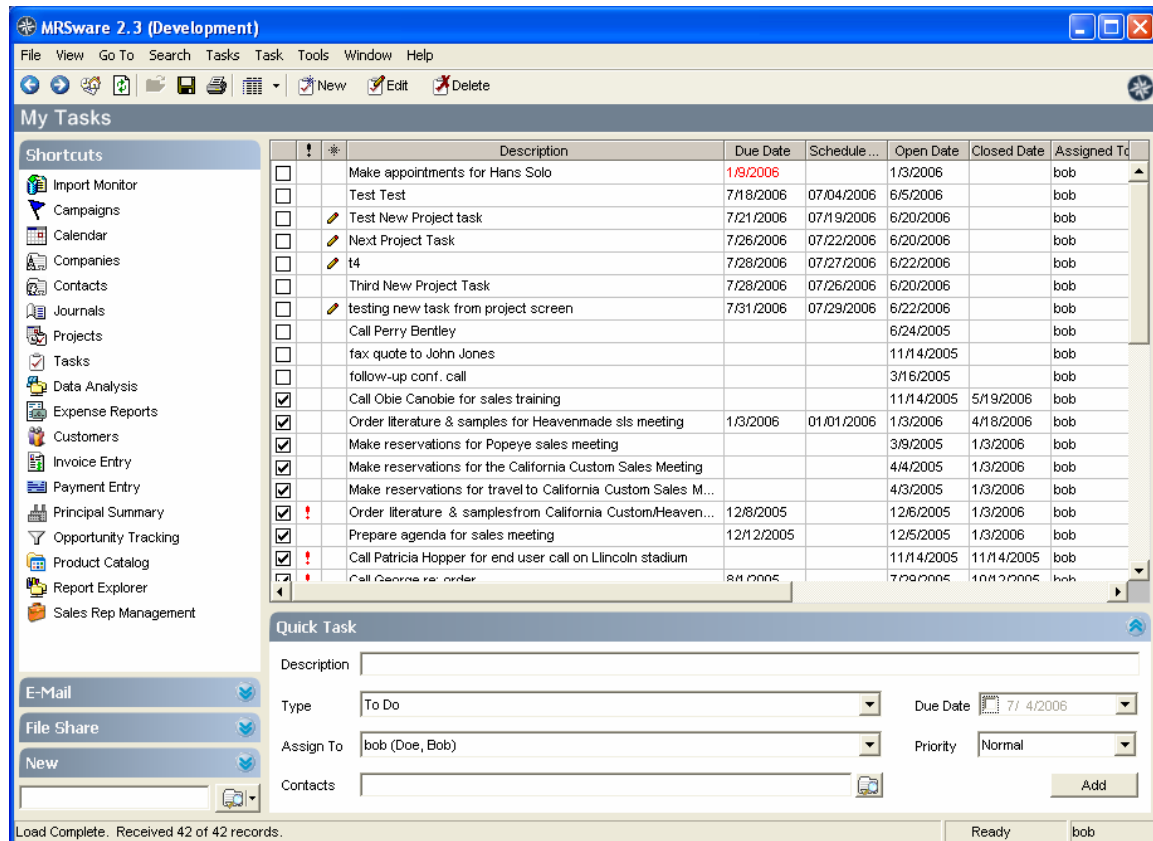 MRSware 2.3 (Development)
File View Go To Search Tasks Task Tools Window Help
New Edit Delete
My Tasks
Shortcuts
Import Monitor
Campaigns
Calendar
Companies
Contacts
Journals
Projects
Tasks
Data Analysis
Expense Reports
Customers
Invoice Entry
Payment Entry
Principal Summary
Opportunity Tracking
Product Catalog
Report Explorer
Sales Rep Management
E-Mail
File Share
New
! Description Due Date Schedule ... Open Date Closed Date Assigned To
Make appointments for Hans Solo 1/9/2006 1/3/2006 bob
Test Test 7/18/2006 07/04/2006 6/5/2006 bob
Test New Project task 7/21/2006 07/19/2006 6/20/2006 bob
Next Project Task 7/26/2006 07/22/2006 6/20/2006 bob
t4 7/28/2006 07/27/2006 6/22/2006 bob
Third New Project Task 7/28/2006 07/26/2006 6/20/2006 bob
testing new task from project screen 7/31/2006 07/29/2006 6/22/2006 bob
Call Perry Bentley 6/24/2005 bob
fax quote to John Jones 11/14/2005 bob
follow-up conf. call 3/16/2005 bob
Call Obie Canobie for sales training 11/14/2005 5/19/2006 bob
Order literature & samples for Heavenmade sls meeting 1/3/2006 01/01/2006 1/3/2006 4/18/2006 bob
Make reservations for Popeye sales meeting 3/9/2005 1/3/2006 bob
Make reservations for the California Custom Sales Meeting 4/4/2005 1/3/2006 bob
Make reservations for travel to California Custom Sales M... 4/3/2005 1/3/2006 bob
! Order literature & samplesfrom California Custom/Heaven... 12/8/2005 12/6/2005 1/3/2006 bob
Prepare agenda for sales meeting 12/12/2005 12/5/2005 1/3/2006 bob
! Call Patricia Hopper for end user call on Llincoln stadium 11/14/2005 11/14/2005 bob
! Call George re: order 8/1/2005 7/29/2005 10/12/2005 bob
Quick Task
Description
Type To Do Due Date 7/ 4/2006
Assign To bob (Doe, Bob) Priority Normal
Contacts Add
Load Complete. Received 42 of 42 records. Ready bob